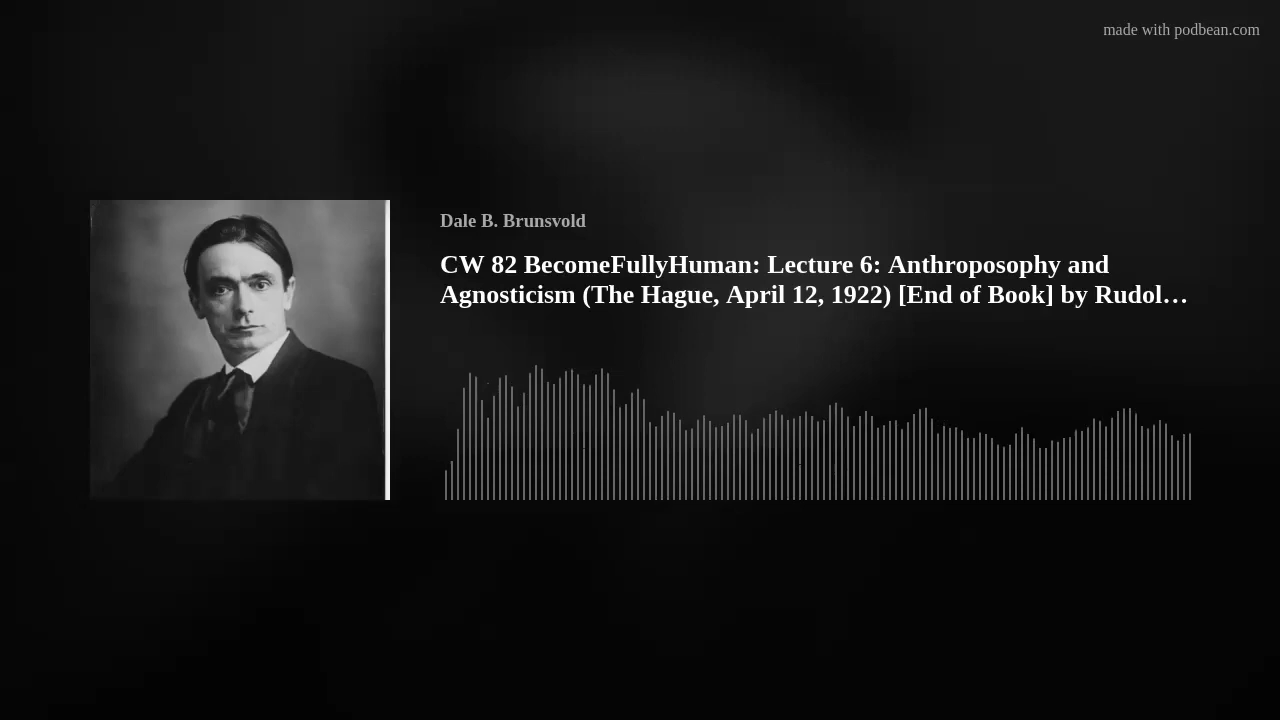 made with podbean.com
Dale B. Brunsvold
CW 82 BecomeFullyHuman: Lecture 6: Anthroposophy and
Agnosticism (The Hague, April 12, 1922) [End of Book] by Rudol…